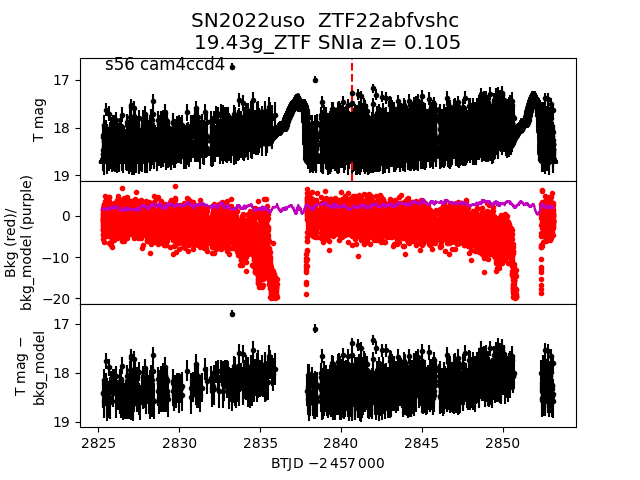 SN2022uso  ZTF22abfvshc
19.43g_ZTF SNIa z= 0.105
s56 cam4ccd4
T mag
17
18
19
Bkg (red)/
bkg_model (purple)
0
−10
−20
T mag −
bkg_model
17
18
19
2825 2830 2835 2840 2845 2850
BTJD −2 457 000